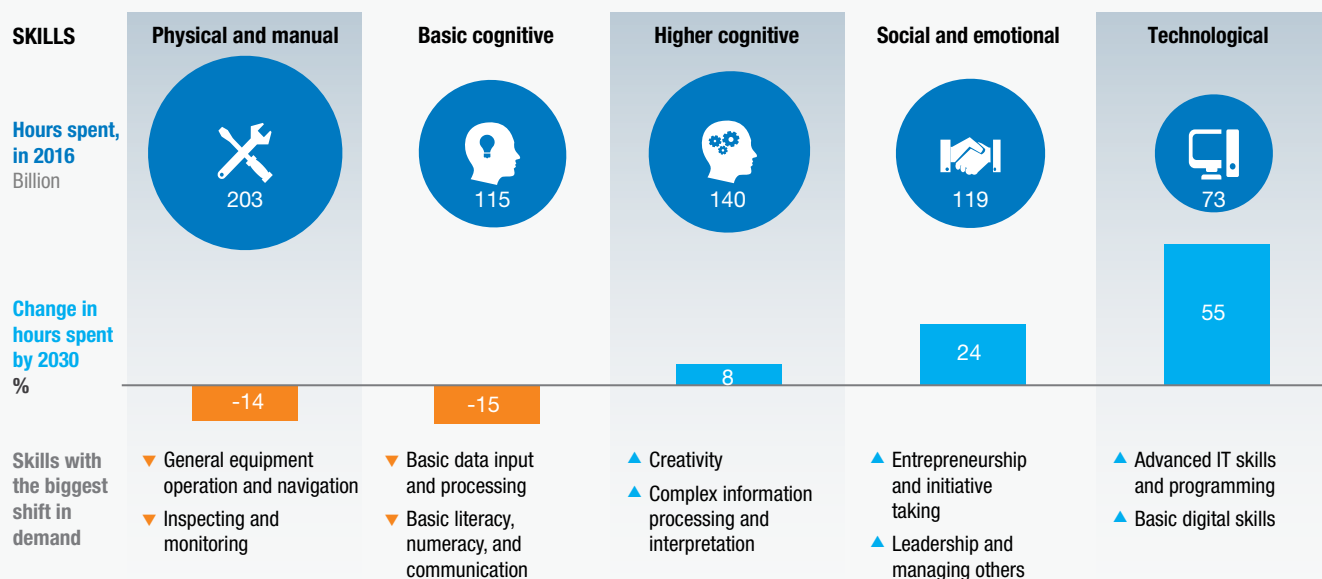 SKILLS
Physical and manual
Basic cognitive
Higher cognitive
Social and emotional
Technological
Hours spent,
in 2016
Billion
203
115
140
119
73
Change in
hours spent
by 2030
%
-14
-15
8
24
55
Skills with
the biggest
shift in
demand
General equipment
operation and navigation
Inspecting and
monitoring
Basic data input
and processing
Basic literacy,
numeracy, and
communication
Creativity
Complex information
processing and
interpretation
Entrepreneurship
and initiative
taking
Leadership and
managing others
Advanced IT skills
and programming
Basic digital skills